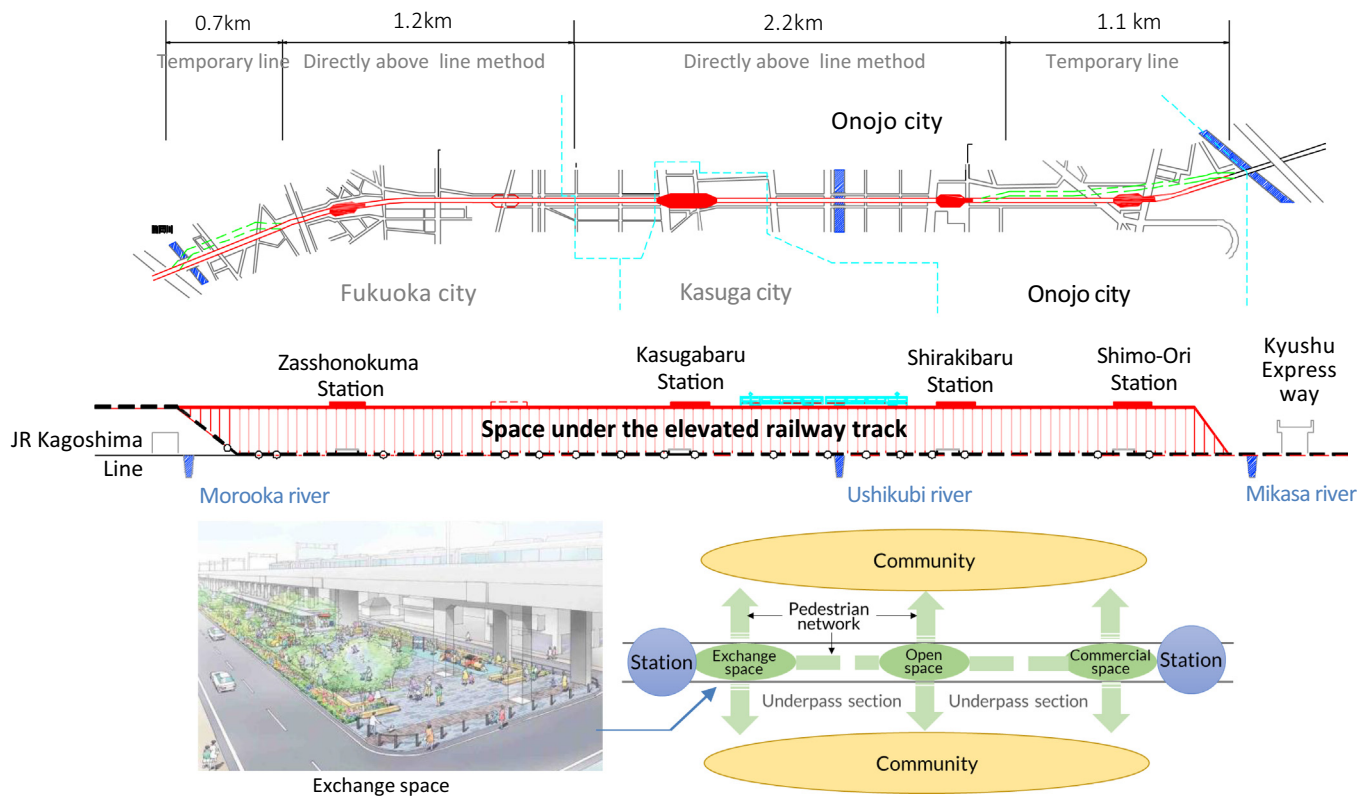 0.7km
1.2km
2.2km
1.1 km
Temporary line
Directly above line method
Directly above line method
Temporary line
Onojo city
Fukuoka city
Kasuga city
Onojo city
Zasshonokuma
Station
Kasugabaru
Station
Shirakibaru
Station
Shimo-Ori
Station
Kyushu
Express
way
JR Kagoshima
Line
Space under the elevated railway track
Morooka river
Ushikubi river
Mikasa river
Exchange space
Community
Pedestrian
network
Station
Exchange
space
Open
space
Commercial
space
Station
Underpass section
Underpass section
Community